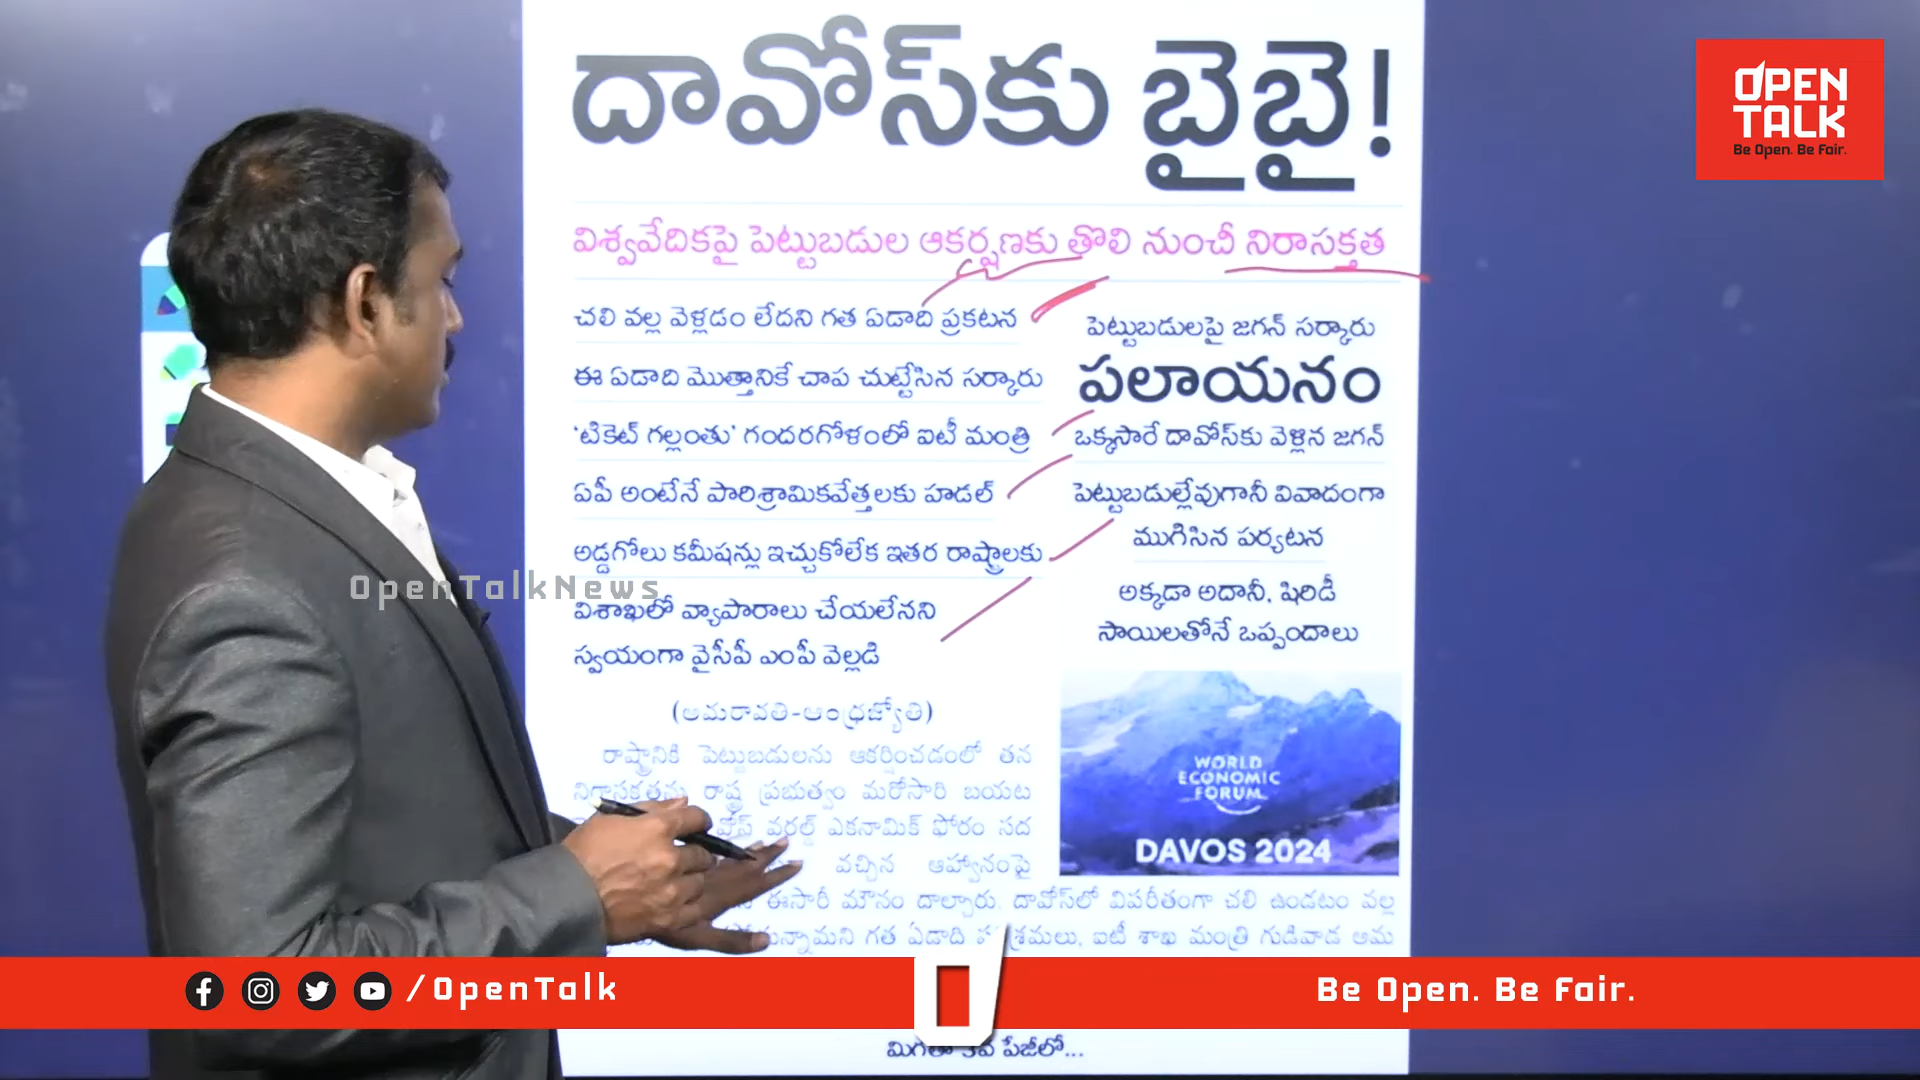 దావోస్‌కు బైబై!
OPEN
TALK
Be Open. Be Fair.
విశ్వవేదికపై పెట్టుబడుల ఆకర్షణకు తొలి నుంచీ నిరాసక్తత
చలి వల్ల వెళ్లడం లేదని గత ఏడాది ప్రకటన
ఈ ఏడాది మొత్తానికే చాప చుట్టేసిన సర్కారు
‘టికెట్ గల్లంతు’ గందరగోళంలో ఐటీ మంత్రి
ఏపీ అంటేనే పారిశ్రామికవేత్తలకు హడల్
అడ్డగోలు కమీషన్లు ఇచ్చుకోలేక ఇతర రాష్ట్రాలకు
విశాఖలో వ్యాపారాలు చేయలేనని
స్వయంగా వైసీపీ ఎంపీ వెల్లడి
(అమరావతి-ఆంధ్రజ్యోతి)
రాష్ట్రానికి పెట్టుబడులను ఆకర్షించడంలో తన
నిరాసక్తతను రాష్ట్ర ప్రభుత్వం మరోసారి బయట
వరల్డ్ ఎకనామిక్ ఫోరం సద
వచ్చిన ఆహ్వానంపై
ఈసారీ మౌనం దాల్చారు. దావోస్‌లో విపరీతంగా చలి ఉండటం వల్ల
గత ఏడాది ఐటీ శాఖ మంత్రి గుడివాడ అమ
పెట్టుబడులపై జగన్ సర్కారు
పలాయనం
ఒక్కసారే దావోస్‌కు వెళ్లిన జగన్
పెట్టుబడుల్లేవుగానీ వివాదంగా
ముగిసిన పర్యటన
అక్కడా అదానీ, షిరిడీ
సాయిలతోనే ఒప్పందాలు
WORLD
ECONOMIC
FORUM
DAVOS 2024
OpenTalkNews
/OpenTalk
Be Open. Be Fair.
పేజీలో...